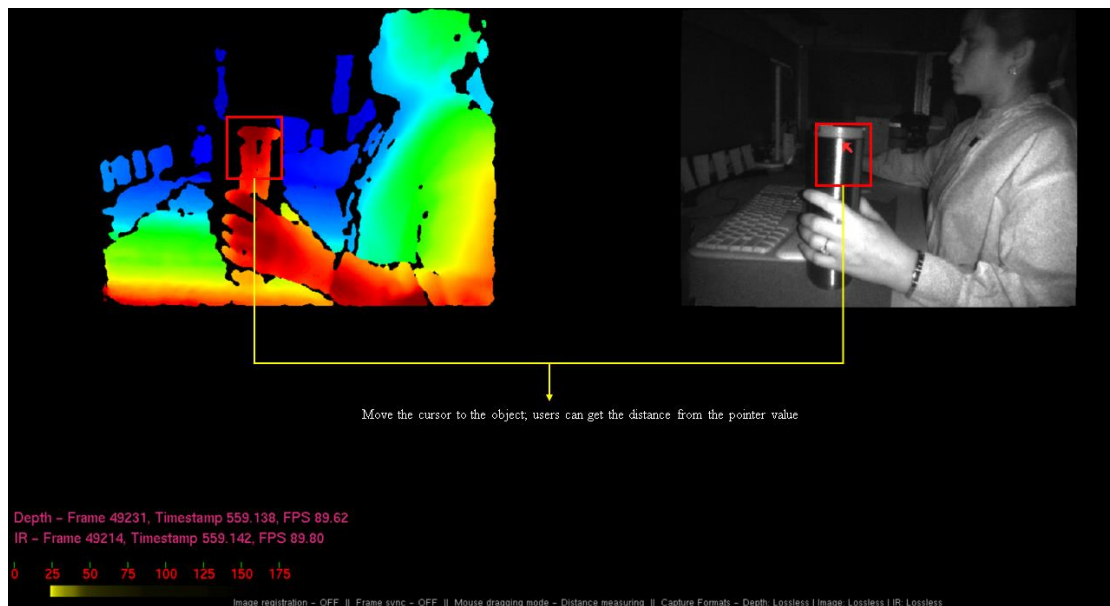 Move the cursor to the object; users can get the distance from the pointer value
Depth - Frame 49231, Timestamp 559.138, FPS 89.62
IR - Frame 49214, Timestamp 559.142, FPS 89.80
0 25 50 75 100 125 150 175
Image registration - OFF || Frame sync - OFF || Mouse dragging mode - Distance measuring || Capture Formats - Depth: Lossless | Image: Lossless | IR: Lossless